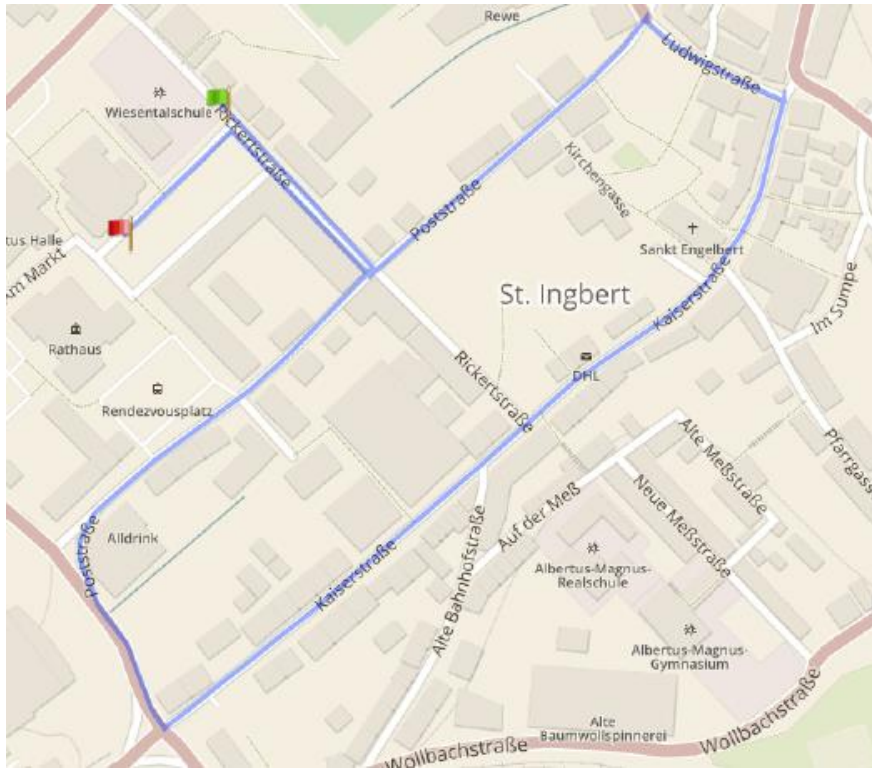 Rewe
Ludwigstraße
Wiesentalschule
Rickertstraße
Kirchengasse
Poststraße
tus Halle
Am Markt
Sankt Engelbert
St. Ingbert
Kaiserstraße
Im Sumpe
Rathaus
DHL
Rickertstraße
Rendezvousplatz
Alte Meßstraße
Pfarrgass
Neue Meßstraße
Auf der Meß
Poststraße
Alldrink
Kaiserstraße
Alte Bahnhofstraße
Albertus-Magnus-
Realschule
Albertus-Magnus-
Gymnasium
Alte
Baumwollspinnerei
Wollbachstraße
Wollbachstraße